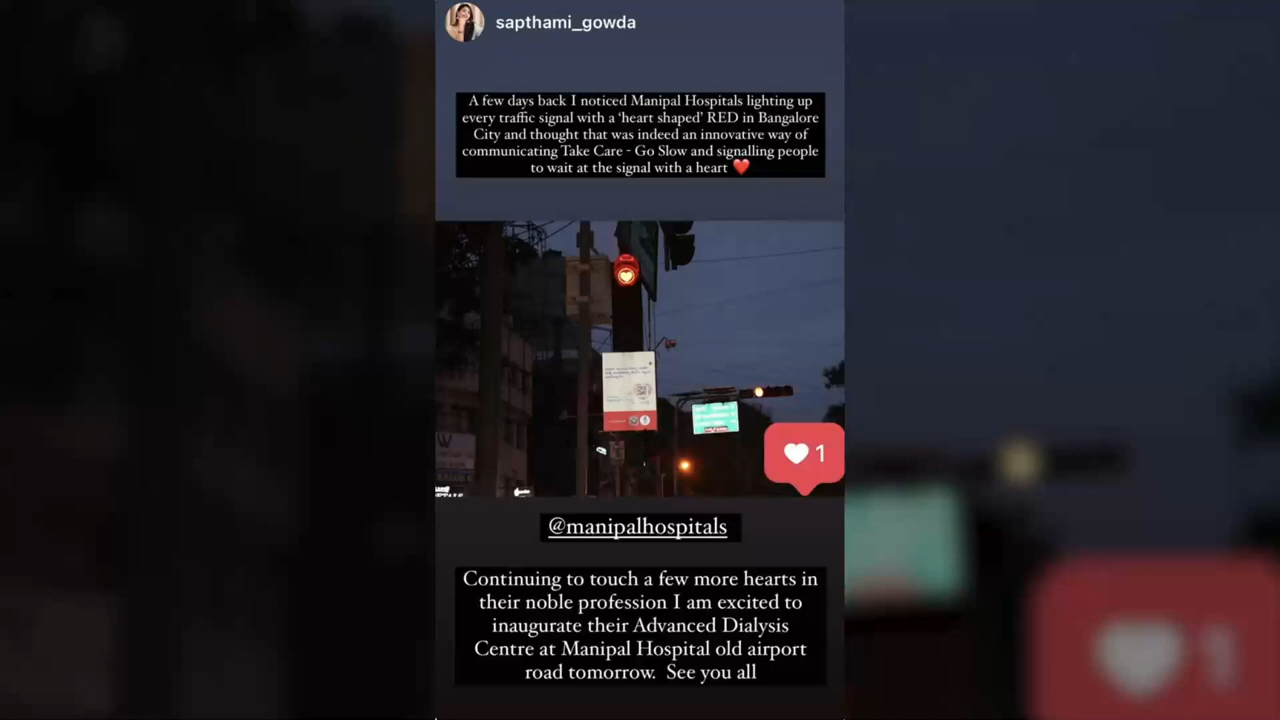 sapthami_gowda
A few days back I noticed Manipal Hospitals lighting up
every traffic signal with a ‘heart shaped’ RED in Bangalore
City and thought that was indeed an innovative way of
communicating Take Care - Go Slow and signalling people
to wait at the signal with a heart ❤️
W
1
@manipalhospitals
Continuing to touch a few more hearts in
their noble profession I am excited to
inaugurate their Advanced Dialysis
Centre at Manipal Hospital old airport
road tomorrow. See you all
1